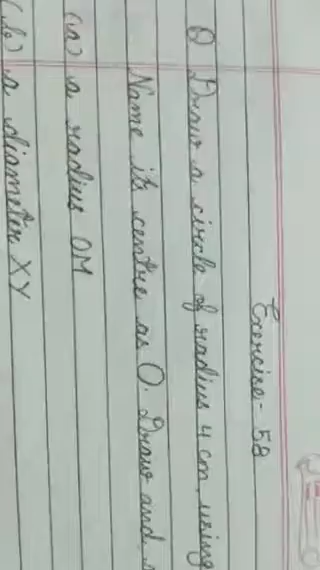 Exercise - 58
Q Draw a circle of radius 4 cm, using
Name its centre as O. Draw and
(a) a radius OM
(b) a diameter XY